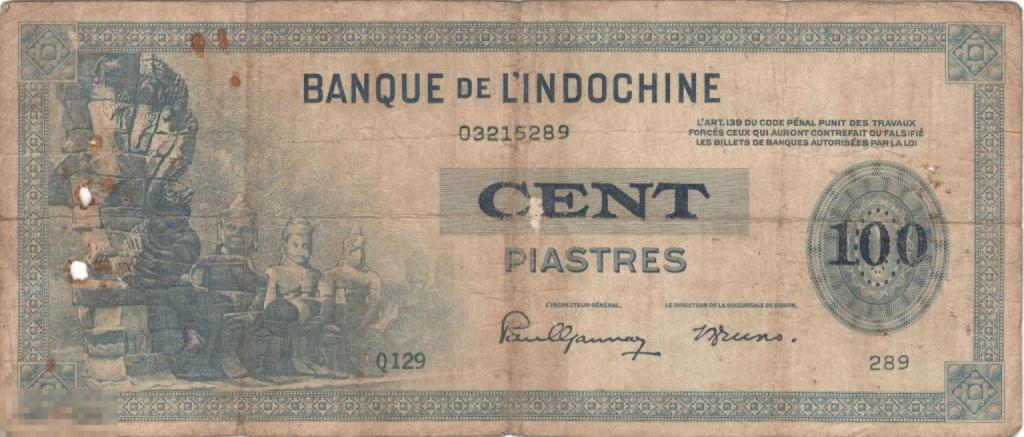 BANQUE DE L'INDOCHINE
03215289
L'ART. 139 DU CODE PÉNAL PUNIT DES TRAVAUX
FORCÉS CEUX QUI AURONT CONTREFAIT OU FALSIFIÉ
LES BILLETS DE BANQUES AUTORISÉES PAR LA LOI
CENT
100
PIASTRES
L'INSPECTEUR-GÉNÉRAL.
LE DIRECTEUR DE LA SUCCURSALE DE SAIGON.
Q129
289